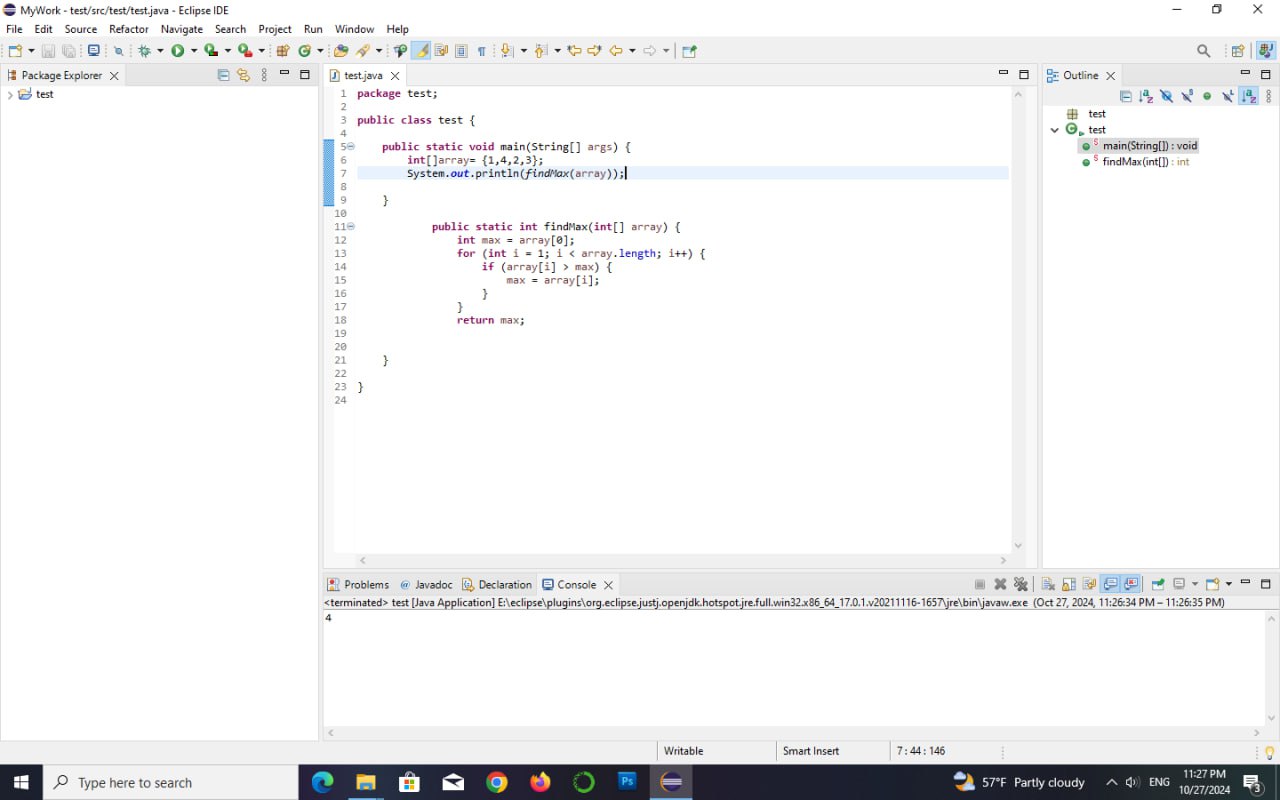 MyWork - test/src/test/test.java - Eclipse IDE
File Edit Source Refactor Navigate Search Project Run Window Help
Package Explorer
test
test.java
1 package test;
2
3 public class test {
4
5 public static void main(String[] args) {
6 int[]array= {1,4,2,3};
7 System.out.println(findMax(array));
8
9 }
10
11 public static int findMax(int[] array) {
12 int max = array[0];
13 for (int i = 1; i < array.length; i++) {
14 if (array[i] > max) {
15 max = array[i];
16 }
17 }
18 return max;
19
20
21 }
22
23 }
24
Outline
test
test
main(String[]) : void
findMax(int[]) : int
Problems @ Javadoc Declaration Console
<terminated> test [Java Application] E:\eclipse\plugins\org.eclipse.justj.openjdk.hotspot.jre.full.win32.x86_64_17.0.1.v20211116-1657\jre\bin\javaw.exe (Oct 27, 2024, 11:26:34 PM – 11:26:35 PM)
4
Writable Smart Insert 7 : 44 : 146
Type here to search
Ps
57°F Partly cloudy
ENG
11:27 PM
10/27/2024
3